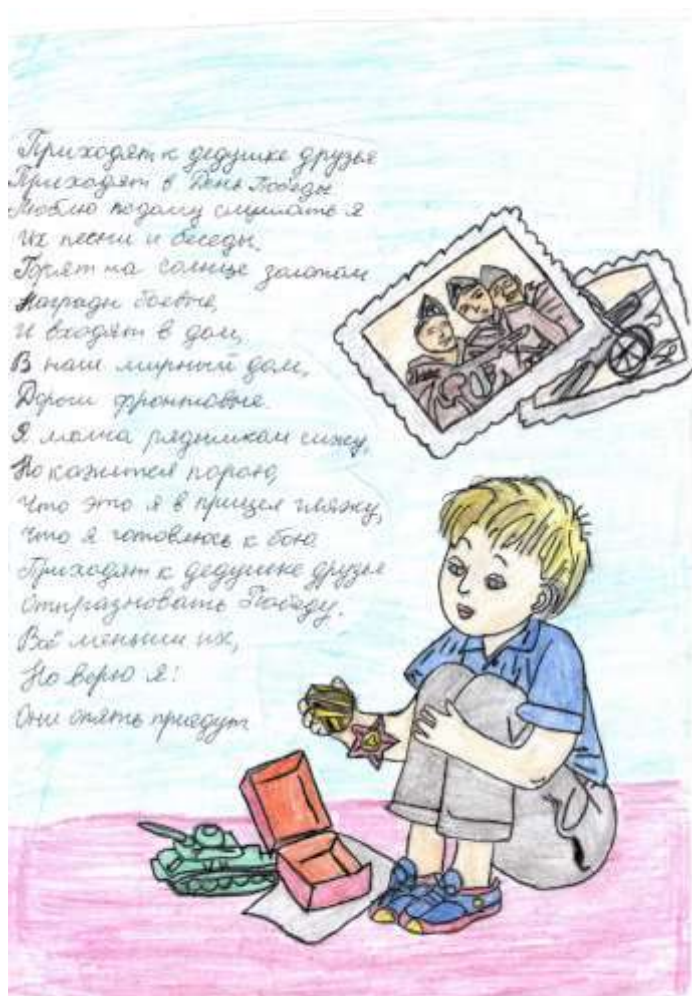 Приходят к дедушке друзья
Приходят в День Победы
Люблю подолгу слушать я
Их песни и беседы.
Горят на солнце золотом
Награды боевые,
И входят в дом,
В наш мирный дом,
Дороги фронтовые.
Я молча рядышком сижу,
Но кажется порою,
Что это я в прицел гляжу,
Что я готовлюсь к бою.
Приходят к дедушке друзья
Отпраздновать Победу.
Всё меньше их,
Но верю я:
Они опять приедут